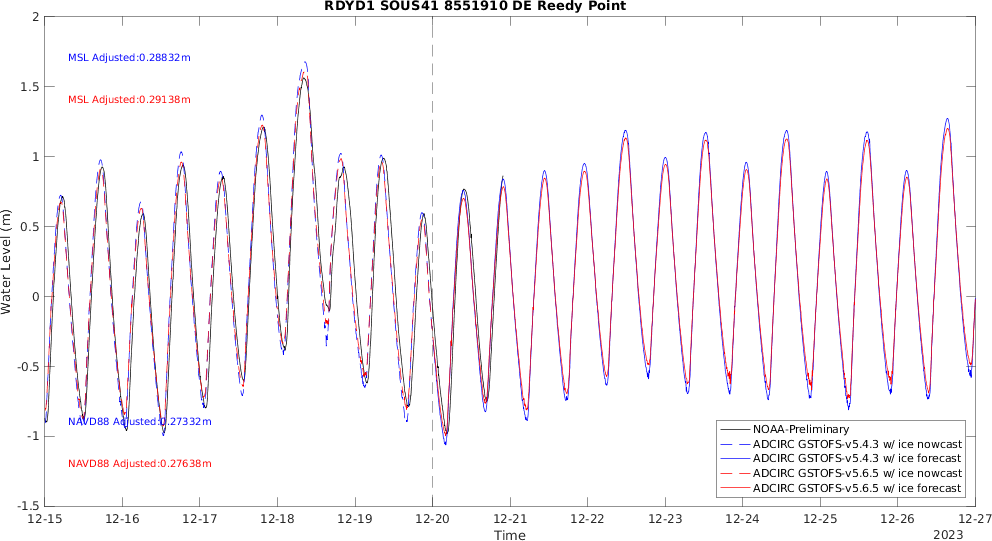 RDYD1 SOUS41 8551910 DE Reedy Point
2
1.5
1
0.5
0
-0.5
-1
-1.5
Water Level (m)
MSL Adjusted:0.28832m
MSL Adjusted:0.29138m
NAVD88 Adjusted:0.27332m
NAVD88 Adjusted:0.27638m
NOAA-Preliminary
ADCIRC GSTOFS-v5.4.3 w/ ice nowcast
ADCIRC GSTOFS-v5.4.3 w/ ice forecast
ADCIRC GSTOFS-v5.6.5 w/ ice nowcast
ADCIRC GSTOFS-v5.6.5 w/ ice forecast
12-15 12-16 12-17 12-18 12-19 12-20 12-21 12-22 12-23 12-24 12-25 12-26 12-27
Time
2023